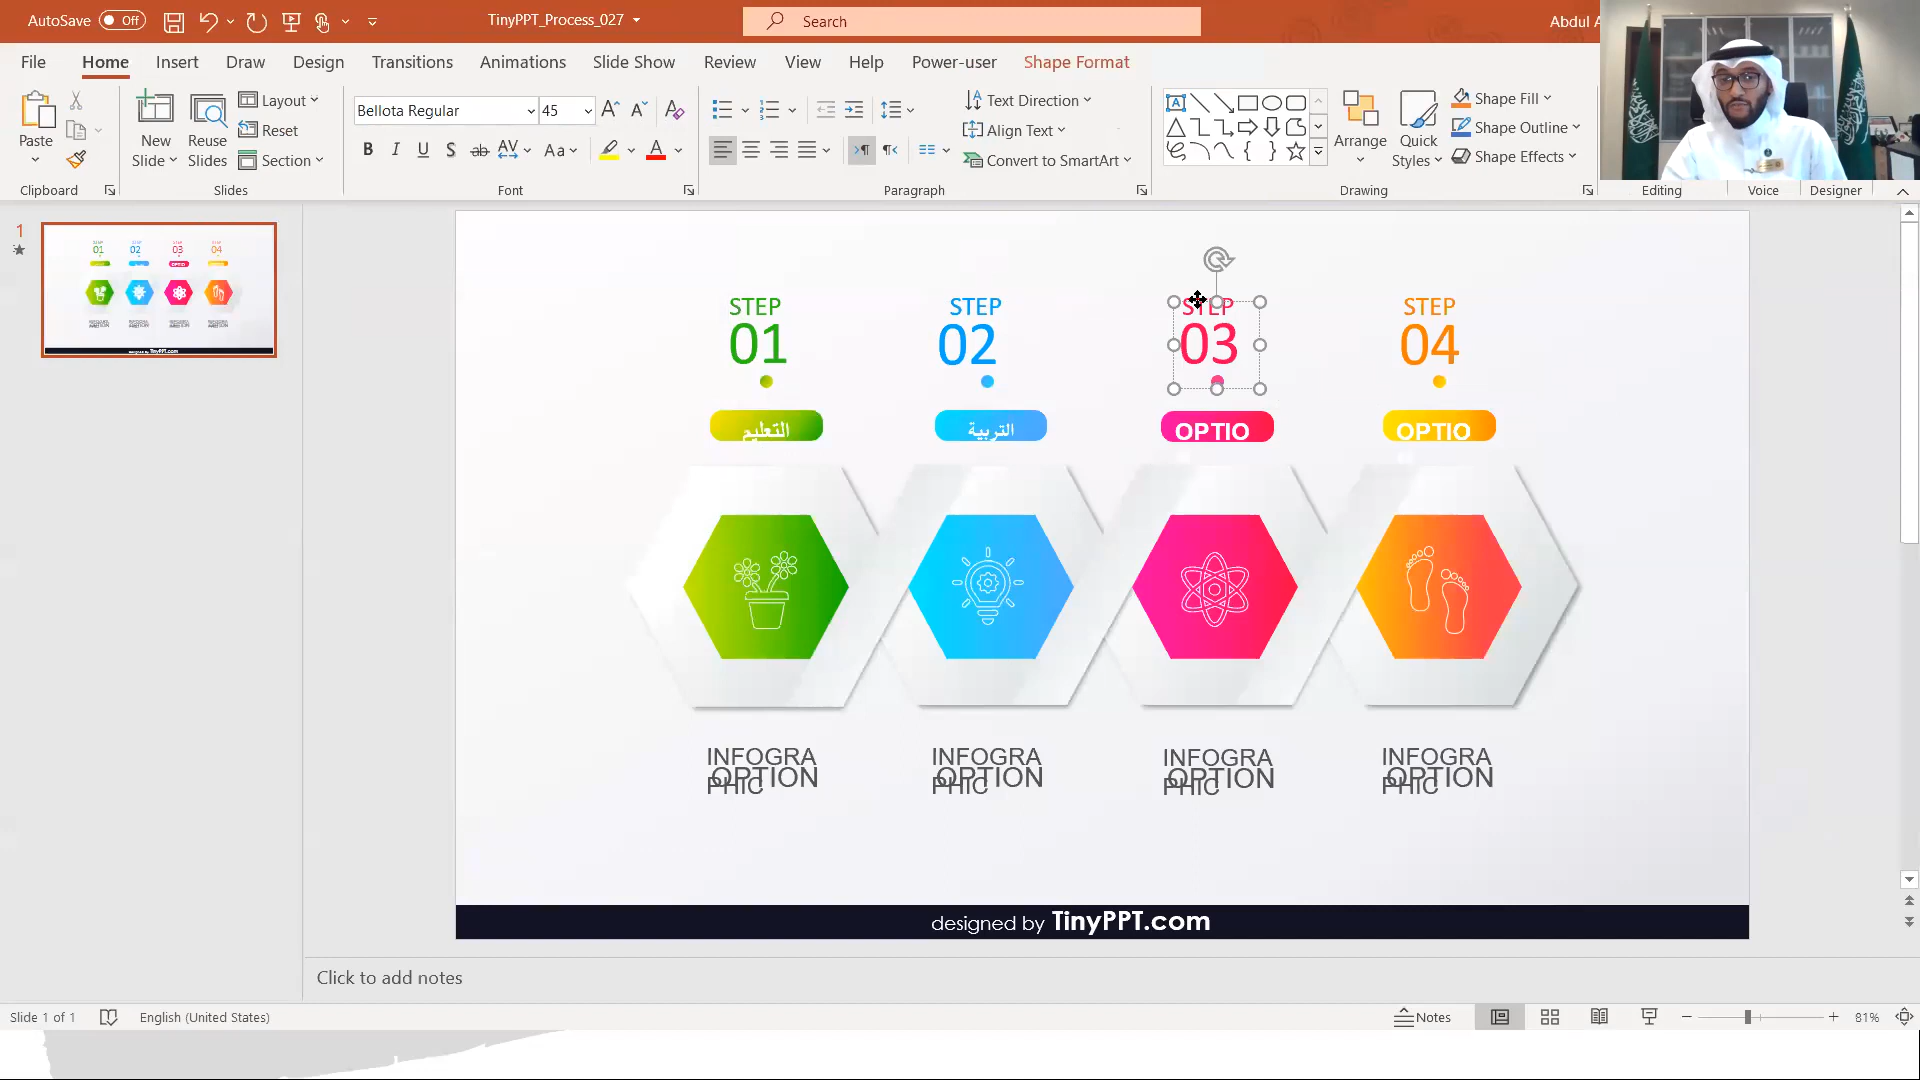 AutoSave Off
TinyPPT_Process_027
Search
Abdul A
File Home Insert Draw Design Transitions Animations Slide Show Review View Help Power-user Shape Format
Paste
Clipboard
New Slide
Reuse Slides
Layout
Reset
Section
Slides
Bellota Regular 45
B I U S ab AV Aa A
Font
Text Direction
Align Text
Convert to SmartArt
Paragraph
Arrange
Quick Styles
Shape Fill
Shape Outline
Shape Effects
Drawing
Editing
Voice
Designer
1
STEP STEP STEP STEP
01 02 03 04
التعليم التربية OPTIO OPTIO
INFOGRA INFOGRA INFOGRA INFOGRA
OPTION OPTION OPTION OPTION
PHIC PHIC PHIC PHIC
designed by TinyPPT.com
Click to add notes
Slide 1 of 1 English (United States) Notes 81%